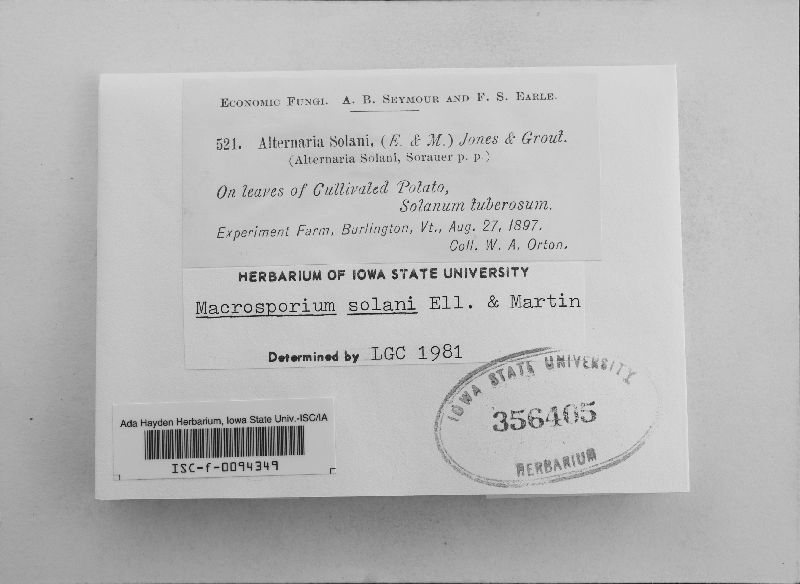 Economic Fungi. A. B. Seymour and F. S. Earle.
521. Alternaria Solani, (E. & M.) Jones & Grout.
(Alternaria Solani, Sorauer p. p.)
On leaves of Cultivated Potato,
Solanum tuberosum.
Experiment Farm, Burlington, Vt., Aug. 27, 1897.
Coll. W. A. Orton.
HERBARIUM OF IOWA STATE UNIVERSITY
Macrosporium solani Ell. & Martin
Determined by LGC 1981
IOWA STATE UNIVERSITY
356405
HERBARIUM
Ada Hayden Herbarium, Iowa State Univ.-ISC/IA
ISC-f-0094349